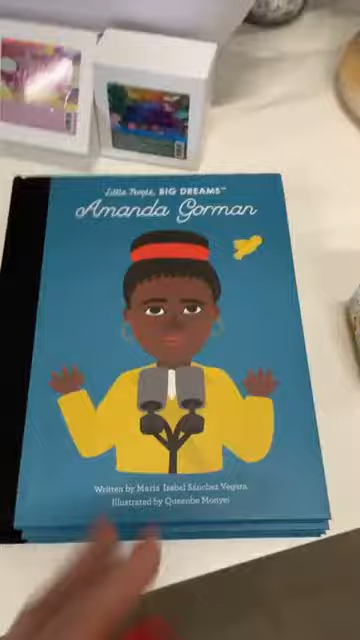 Little People, BIG DREAMS™
Amanda Gorman
Written by Maria Isabel Sánchez Vegara
Illustrated by Queenbe Monyei